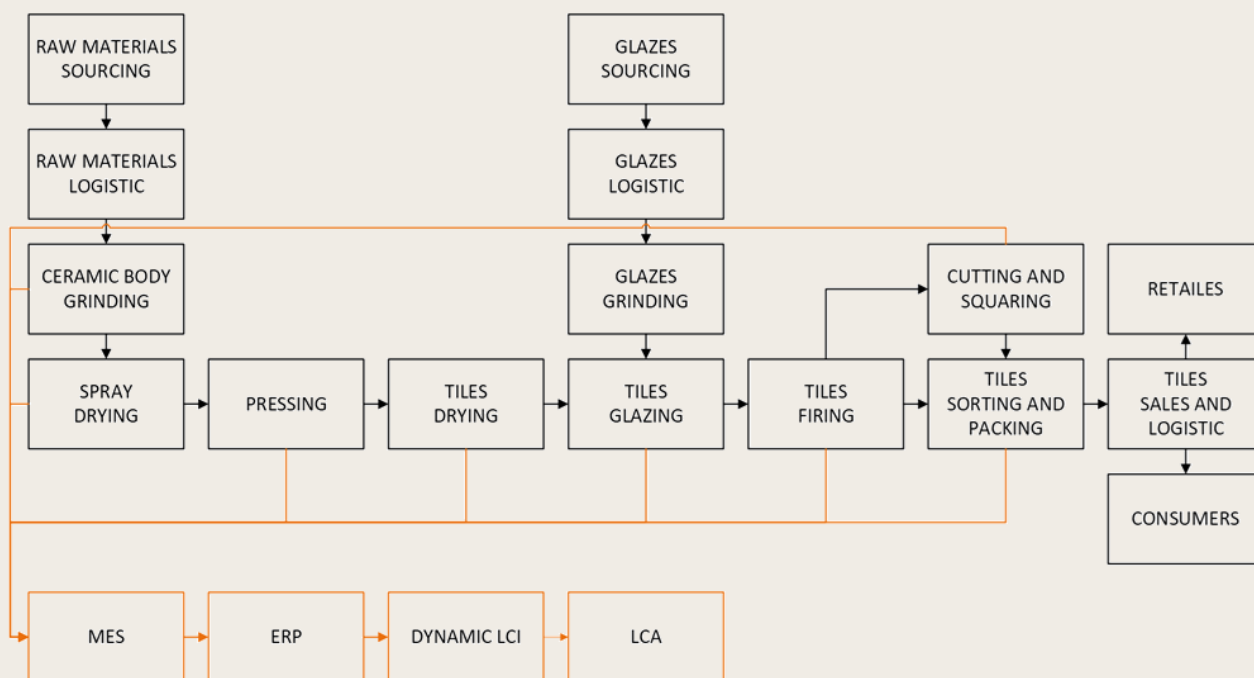 RAW MATERIALS
SOURCING
GLAZES
SOURCING
RAW MATERIALS
LOGISTIC
GLAZES
LOGISTIC
CERAMIC BODY
GRINDING
GLAZES
GRINDING
CUTTING AND
SQUARING
RETAILES
SPRAY
DRYING
PRESSING
TILES
DRYING
TILES
GLAZING
TILES
FIRING
TILES
SORTING AND
PACKING
TILES
SALES AND
LOGISTIC
CONSUMERS
MES
ERP
DYNAMIC LCI
LCA